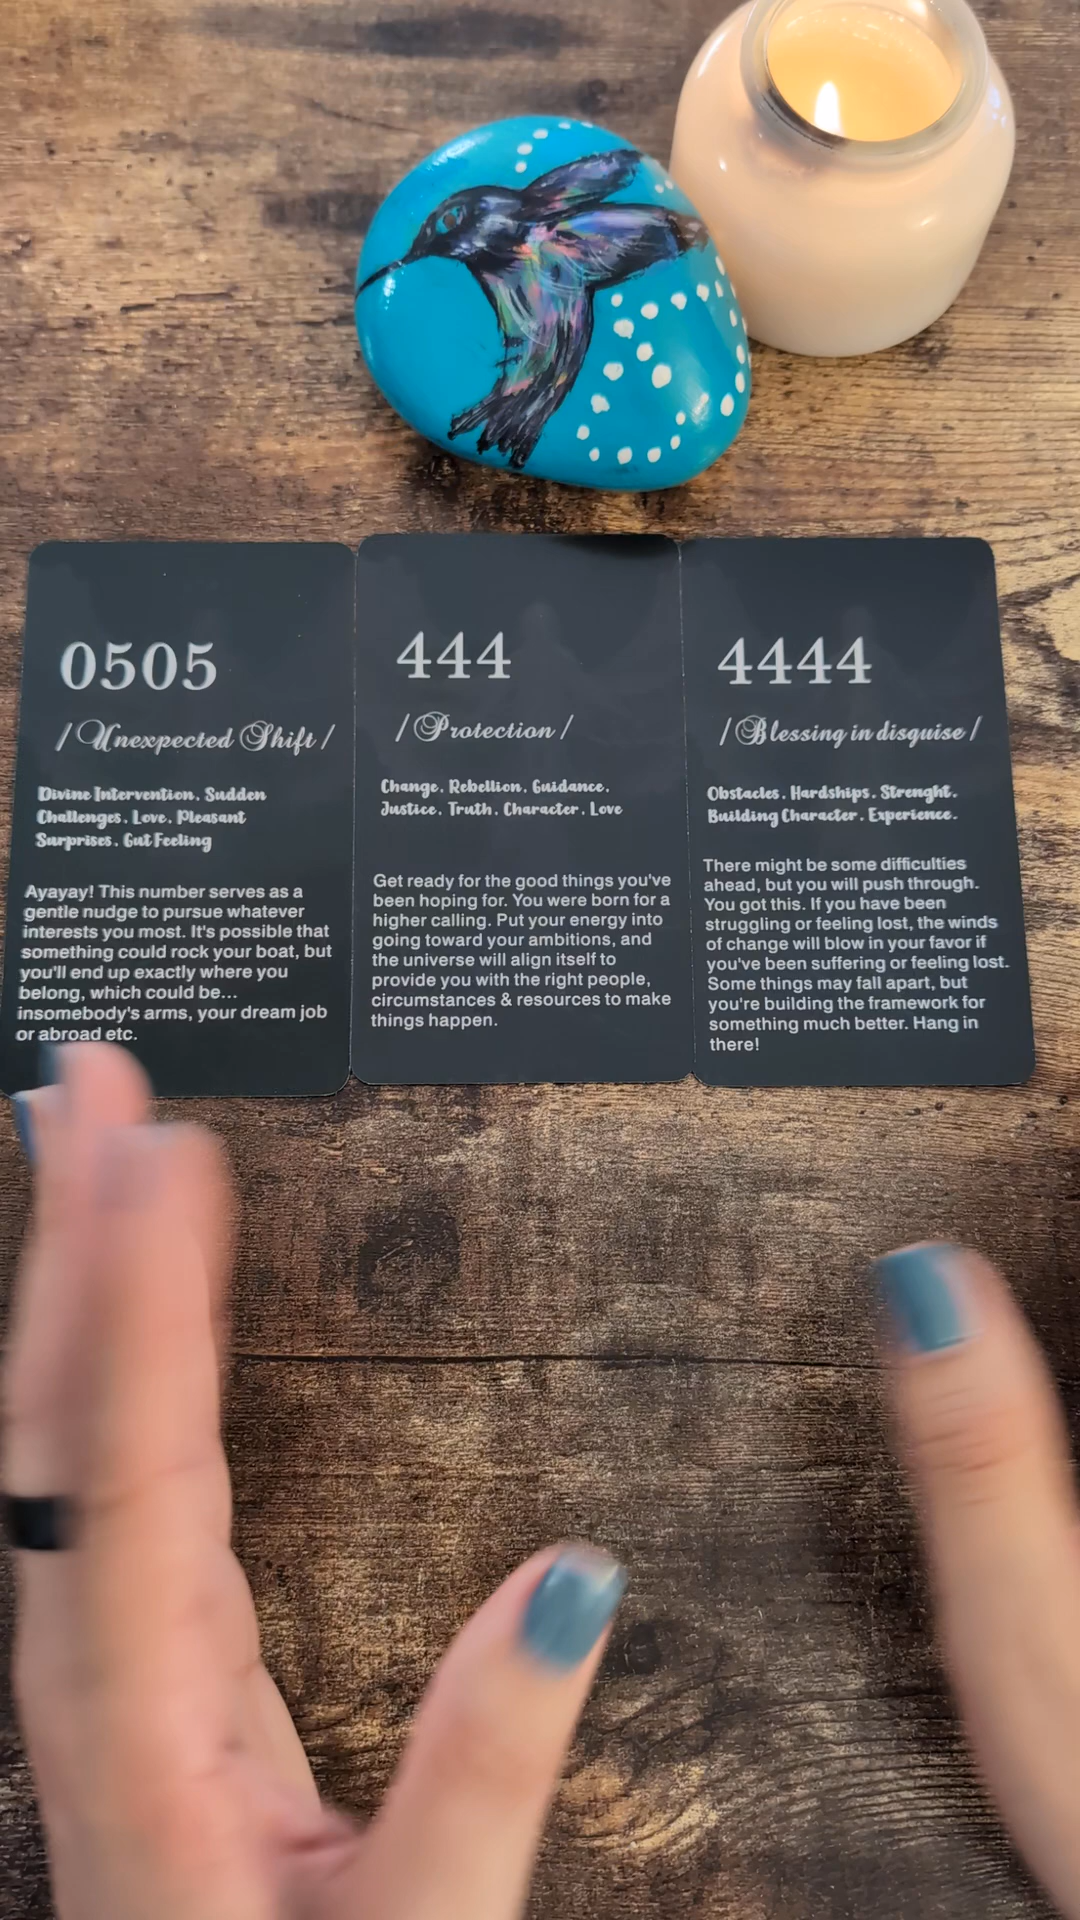 0505
/Unexpected Shift/
Divine Intervention, Sudden
Challenges, Love, Pleasant
Surprises, Gut Feeling
Ayayay! This number serves as a
gentle nudge to pursue whatever
interests you most. It's possible that
something could rock your boat, but
you'll end up exactly where you
belong, which could be...
insomebody's arms, your dream job
or abroad etc.
444
/Protection/
Change, Rebellion, Guidance,
Justice, Truth, Character, Love
Get ready for the good things you've
been hoping for. You were born for a
higher calling. Put your energy into
going toward your ambitions, and
the universe will align itself to
provide you with the right people,
circumstances & resources to make
things happen.
4444
/Blessing in disguise/
Obstacles, Hardships, Strenght,
Building Character, Experience.
There might be some difficulties
ahead, but you will push through.
You got this. If you have been
struggling or feeling lost, the winds
of change will blow in your favor if
you've been suffering or feeling lost.
Some things may fall apart, but
you're building the framework for
something much better. Hang in
there!